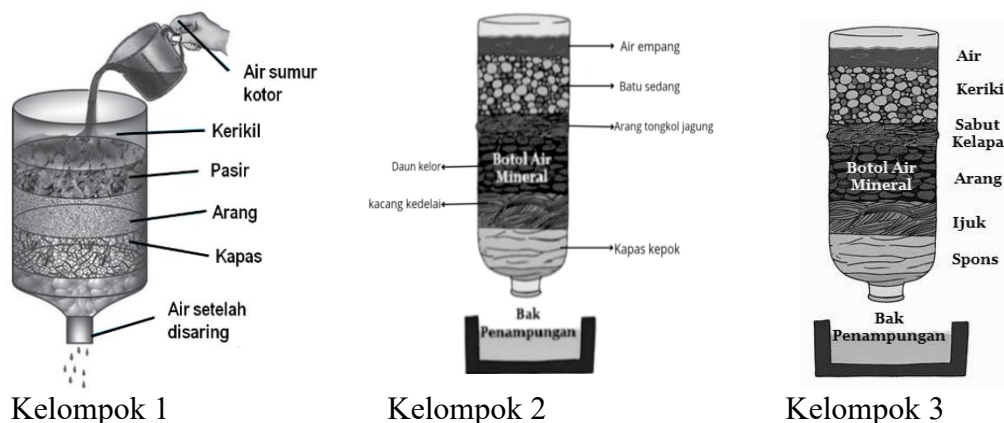 Air sumur
kotor
Kerikil
Pasir
Arang
Kapas
Air setelah
disaring
Kelompok 1
Air empang
Batu sedang
Arang tongkol jagung
Daun kelor
Botol Air
Mineral
kacang kedelai
Kapas kepok
Bak
Penampungan
Kelompok 2
Air
Keriki
Sabut
Kelapa
Botol Air
Mineral
Arang
Ijuk
Spons
Bak
Penampungan
Kelompok 3